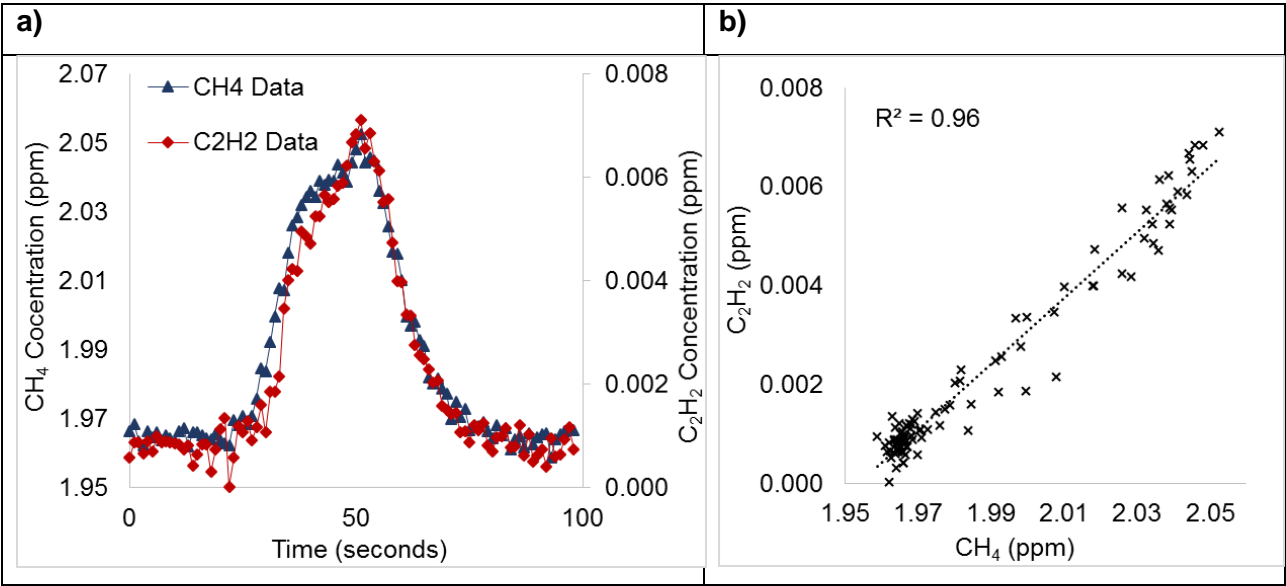 a)
2.07
2.05
2.03
2.01
1.99
1.97
1.95
CH₄ Cocentration (ppm)
CH4 Data
C2H2 Data
0.008
0.006
0.004
0.002
0.000
C₂H₂ Concentration (ppm)
0 50 100
Time (seconds)
b)
0.008
0.006
0.004
0.002
0.000
C₂H₂ (ppm)
R² = 0.96
1.95 1.97 1.99 2.01 2.03 2.05
CH₄ (ppm)